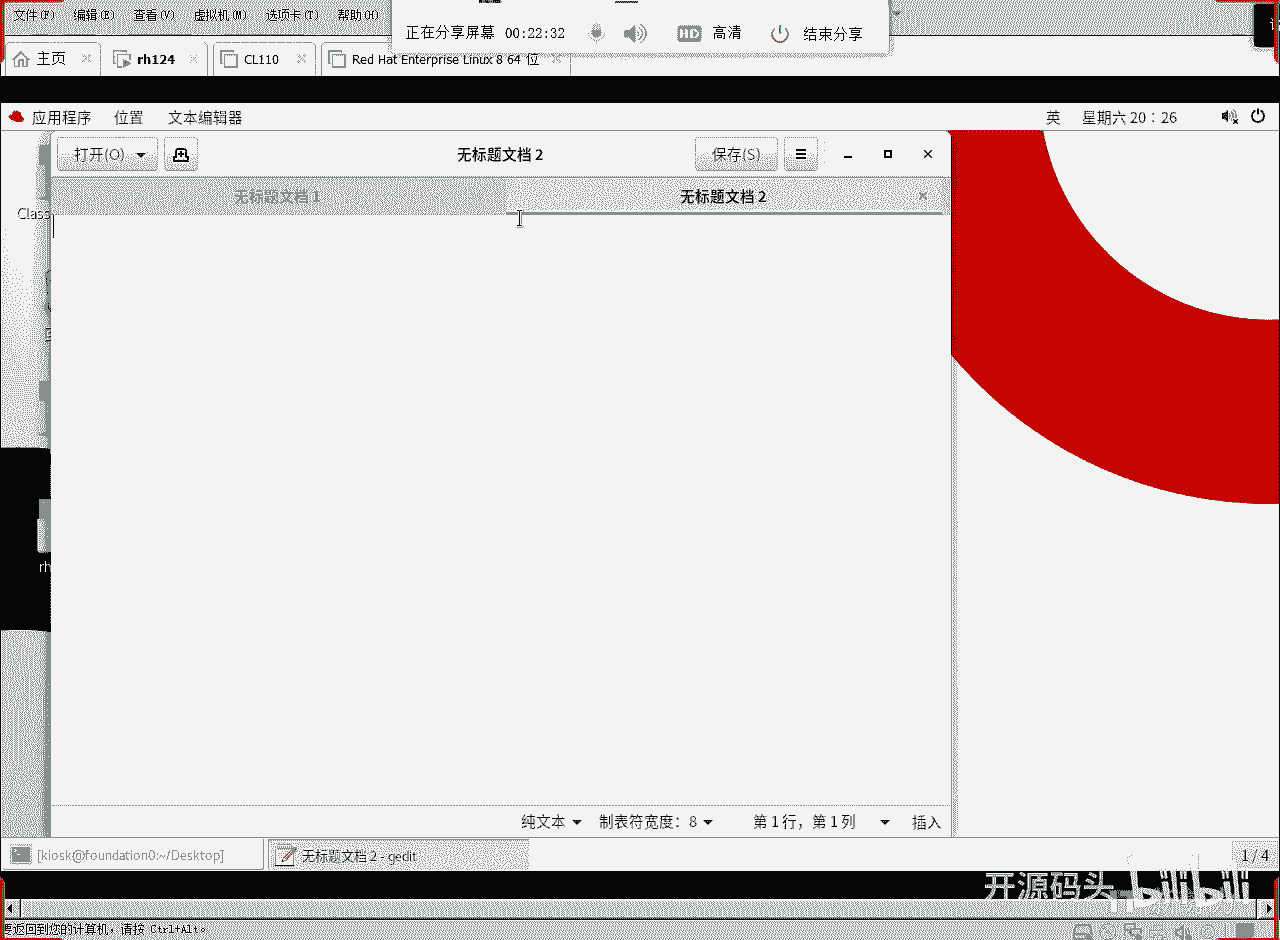 文件(F) 编辑(E) 查看(V) 虚拟机(M) 选项卡(T) 帮助(H)
正在分享屏幕 00:22:32 HD 高清 结束分享
主页 rh124 CL110 Red Hat Enterprise Linux 8 64 位
应用程序 位置 文本编辑器 英 星期六 20：26
打开(O) 无标题文档 2 保存(S)
无标题文档 1 无标题文档 2
Class
rh
纯文本 制表符宽度：8 第 1 行，第 1 列 插入
[kiosk@foundation0:~/Desktop] 无标题文档 2 - gedit 1 / 4
开源码头 bilibili
要返回到您的计算机，请按 Ctrl+Alt。